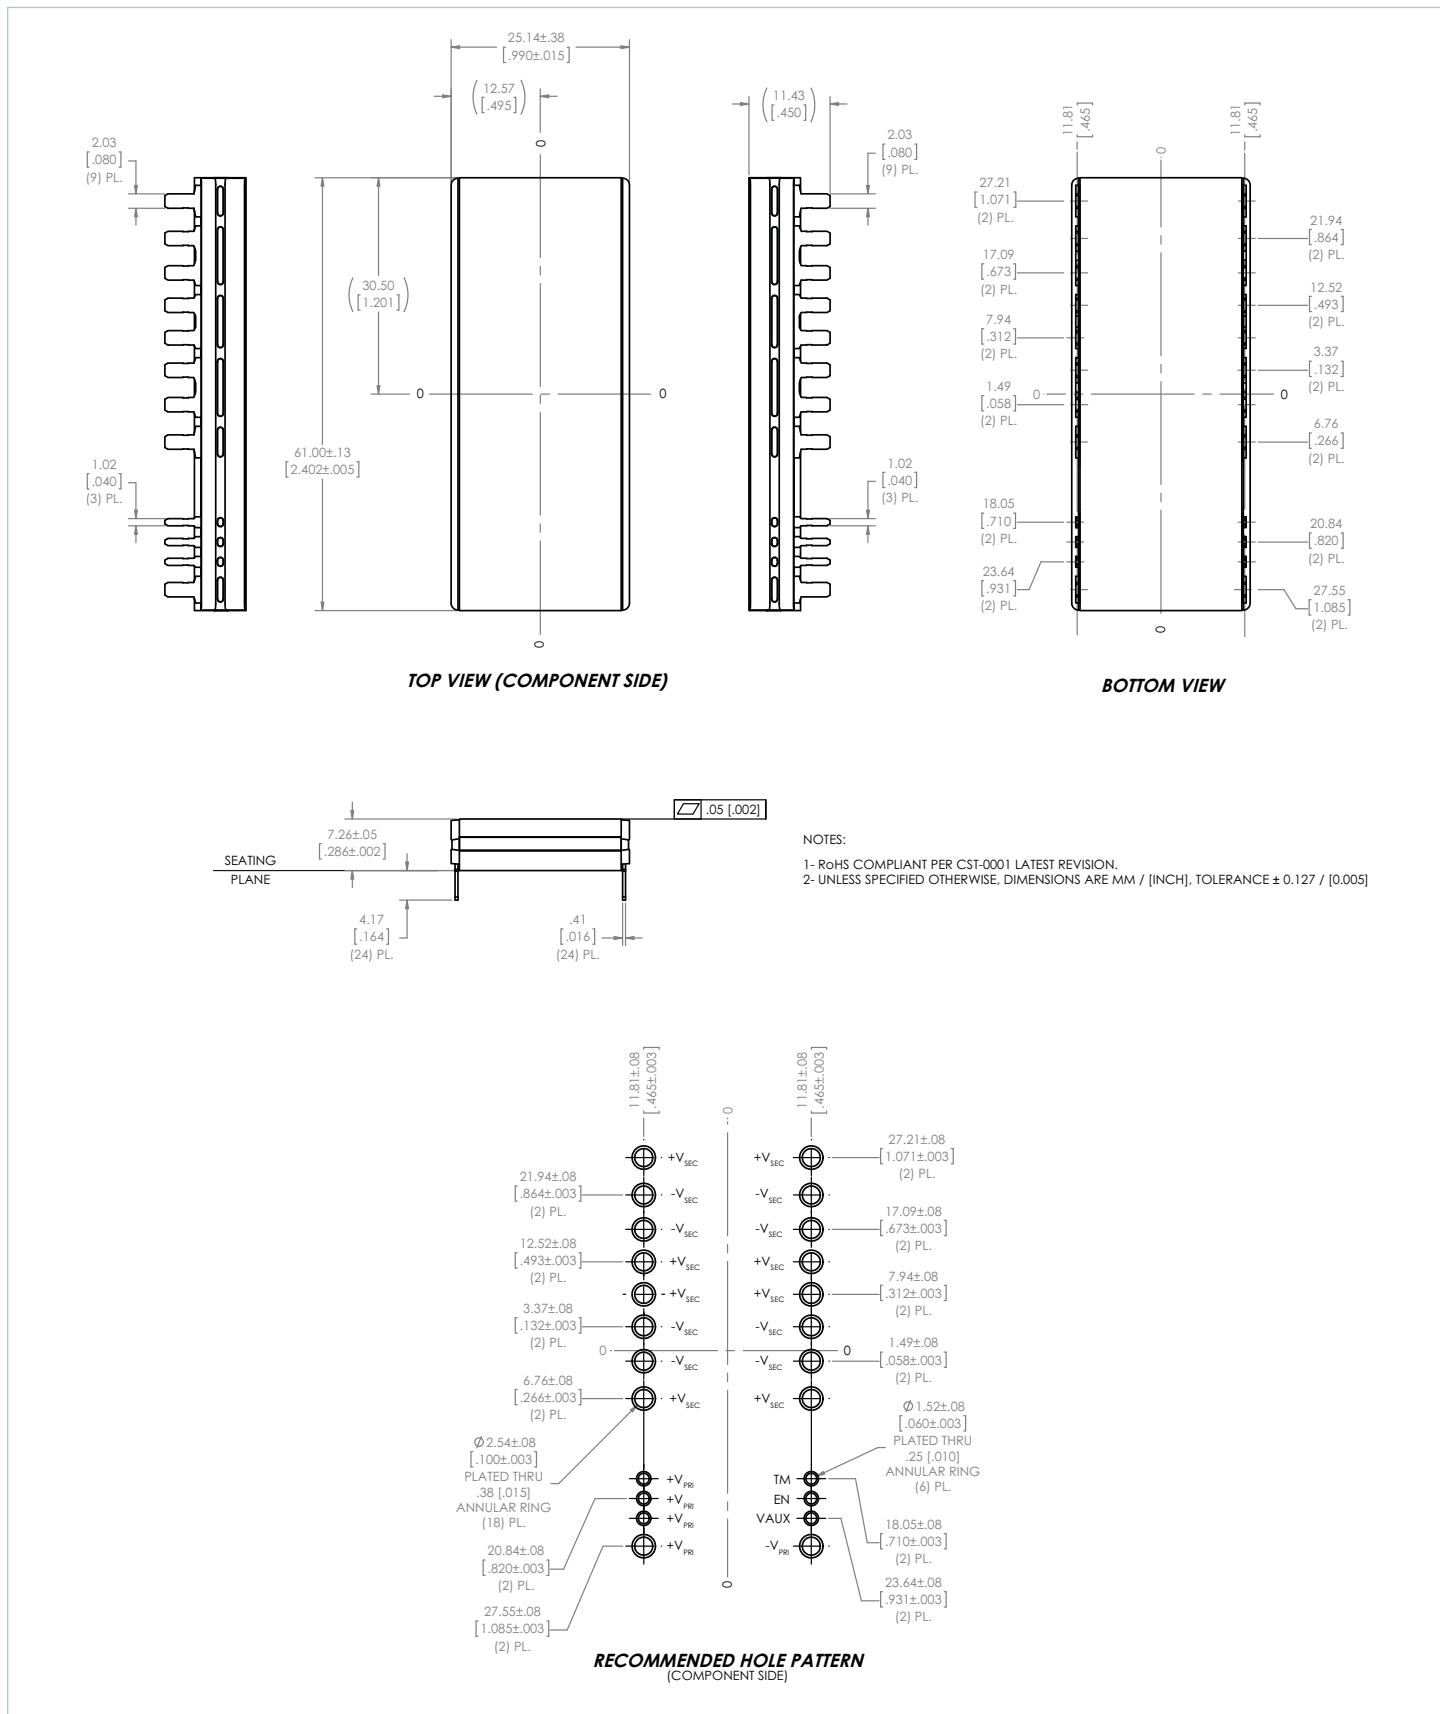 25.14±.38
[.990±.015]
(12.57
[.495])
0
2.03
[.080]
(9) PL.
(30.50
[1.201])
0
0
61.00±.13
[2.402±.005]
1.02
[.040]
(3) PL.
0
TOP VIEW (COMPONENT SIDE)
(11.43
[.450])
2.03
[.080]
(9) PL.
1.02
[.040]
(3) PL.
11.81
[.465]
11.81
[.465]
0
27.21
[1.071]
(2) PL.
21.94
[.864]
(2) PL.
17.09
[.673]
(2) PL.
12.52
[.493]
(2) PL.
7.94
[.312]
(2) PL.
3.37
[.132]
(2) PL.
1.49
[.058]
(2) PL.
0
0
6.76
[.266]
(2) PL.
18.05
[.710]
(2) PL.
20.84
[.820]
(2) PL.
23.64
[.931]
(2) PL.
27.55
[1.085]
(2) PL.
0
BOTTOM VIEW
.05 [.002]
7.26±.05
[.286±.002]
SEATING
PLANE
4.17
[.164]
(24) PL.
.41
[.016]
(24) PL.
NOTES:
1- RoHS COMPLIANT PER CST-0001 LATEST REVISION.
2- UNLESS SPECIFIED OTHERWISE, DIMENSIONS ARE MM / [INCH], TOLERANCE ± 0.127 / [0.005]
11.81±.08
[.465±.003]
11.81±.08
[.465±.003]
0
+VSEC
+VSEC
27.21±.08
[1.071±.003]
(2) PL.
21.94±.08
[.864±.003]
(2) PL.
-VSEC
-VSEC
-VSEC
-VSEC
17.09±.08
[.673±.003]
(2) PL.
12.52±.08
[.493±.003]
(2) PL.
+VSEC
+VSEC
+VSEC
+VSEC
7.94±.08
[.312±.003]
(2) PL.
3.37±.08
[.132±.003]
(2) PL.
-VSEC
-VSEC
0
0
-VSEC
-VSEC
1.49±.08
[.058±.003]
(2) PL.
6.76±.08
[.266±.003]
(2) PL.
+VSEC
+VSEC
Ø2.54±.08
[.100±.003]
PLATED THRU
.38 [.015]
ANNULAR RING
(18) PL.
Ø1.52±.08
[.060±.003]
PLATED THRU
.25 [.010]
ANNULAR RING
(6) PL.
+VPRI
TM
+VPRI
EN
+VPRI
VAUX
+VPRI
-VPRI
18.05±.08
[.710±.003]
(2) PL.
20.84±.08
[.820±.003]
(2) PL.
23.64±.08
[.931±.003]
(2) PL.
27.55±.08
[1.085±.003]
(2) PL.
0
RECOMMENDED HOLE PATTERN
(COMPONENT SIDE)